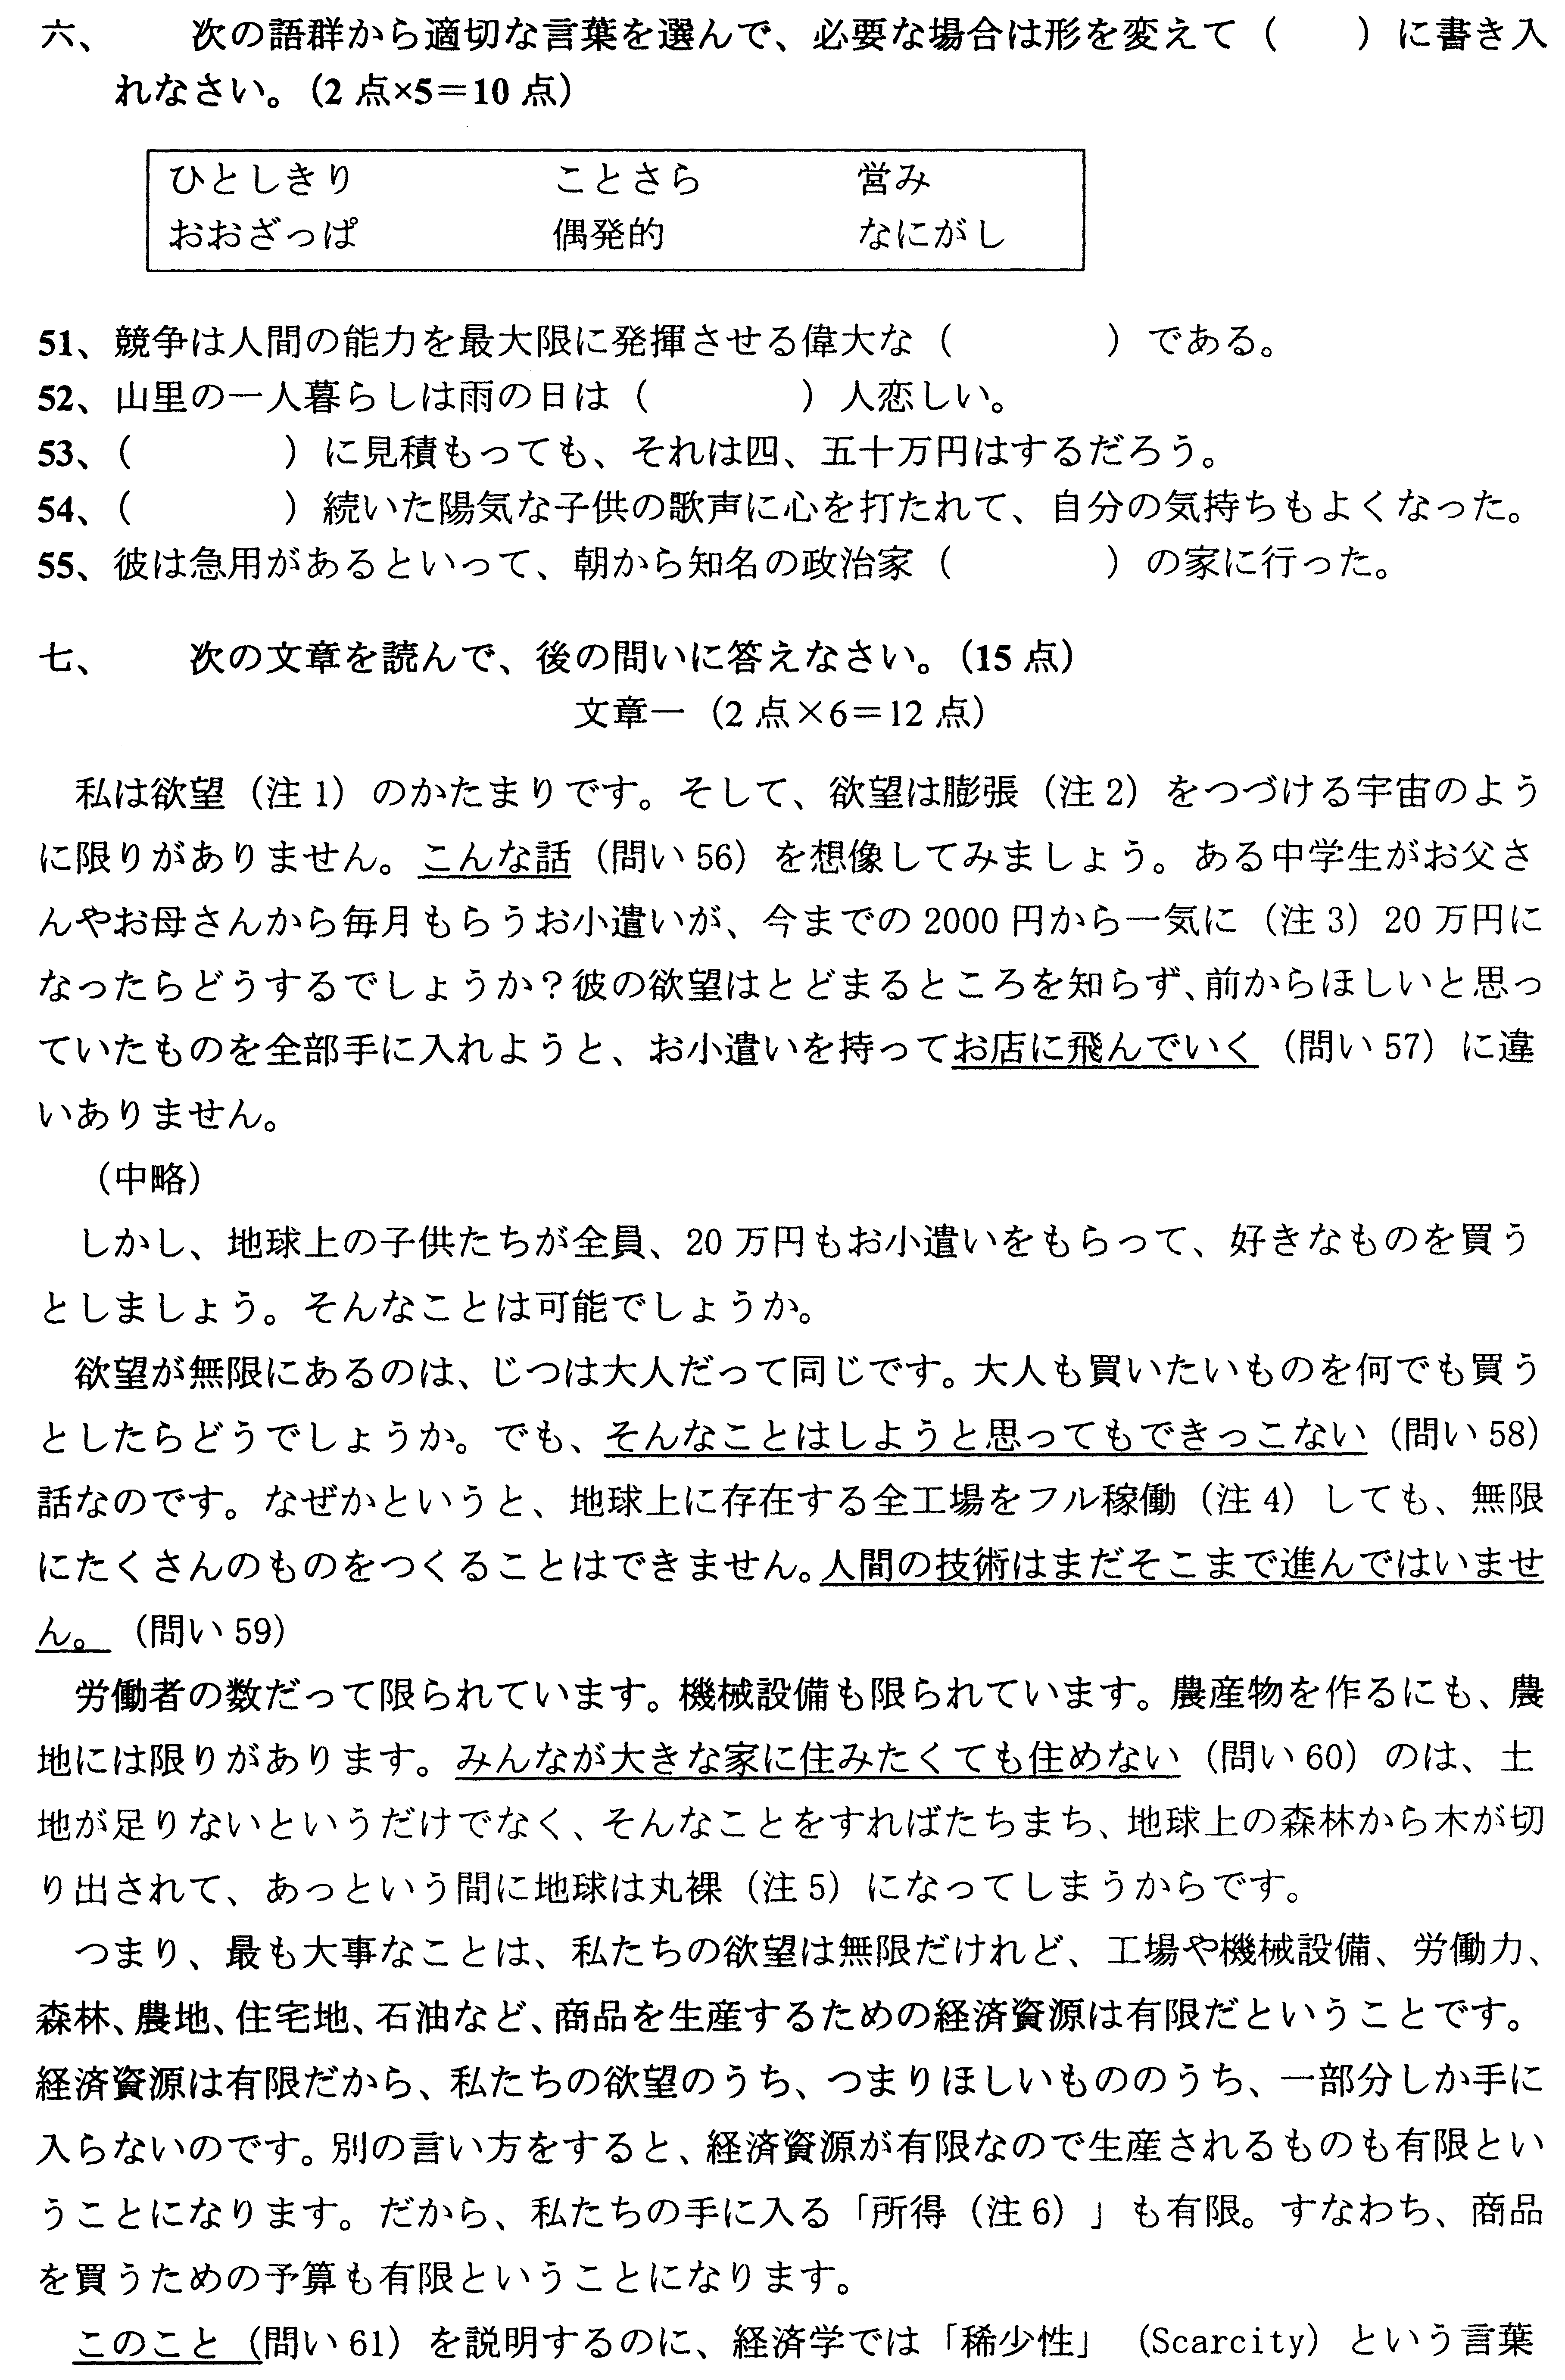 六、　　次の語群から適切な言葉を選んで、必要な場合は形を変えて（　　）に書き入
れなさい。（2 点×5＝10 点）
ひとしきり　　　　　ことさら　　　　営み
おおざっぱ　　　　　偶発的　　　　　なにがし
51、競争は人間の能力を最大限に発揮させる偉大な（　　　　）である。
52、山里の一人暮らしは雨の日は（　　　　）人恋しい。
53、（　　　　）に見積もっても、それは四、五十万円はするだろう。
54、（　　　　）続いた陽気な子供の歌声に心を打たれて、自分の気持ちもよくなった。
55、彼は急用があるといって、朝から知名の政治家（　　　　）の家に行った。
七、　　次の文章を読んで、後の問いに答えなさい。（15 点）
文章一（2 点×6＝12 点）
私は欲望（注 1）のかたまりです。そして、欲望は膨張（注 2）をつづける宇宙のよう
に限りがありません。こんな話（問い 56）を想像してみましょう。ある中学生がお父さ
んやお母さんから毎月もらうお小遣いが、今までの 2000 円から一気に（注 3）20 万円に
なったらどうするでしょうか？彼の欲望はとどまるところを知らず、前からほしいと思っ
ていたものを全部手に入れようと、お小遣いを持ってお店に飛んでいく（問い 57）に違
いありません。
（中略）
しかし、地球上の子供たちが全員、20 万円もお小遣いをもらって、好きなものを買う
としましょう。そんなことは可能でしょうか。
欲望が無限にあるのは、じつは大人だって同じです。大人も買いたいものを何でも買う
としたらどうでしょうか。でも、そんなことはしようと思ってもできっこない（問い 58）
話なのです。なぜかというと、地球上に存在する全工場をフル稼働（注 4）しても、無限
にたくさんのものをつくることはできません。人間の技術はまだそこまで進んではいませ
ん。（問い 59）
労働者の数だって限られています。機械設備も限られています。農産物を作るにも、農
地には限りがあります。みんなが大きな家に住みたくても住めない（問い 60）のは、土
地が足りないというだけでなく、そんなことをすればたちまち、地球上の森林から木が切
り出されて、あっという間に地球は丸裸（注 5）になってしまうからです。
つまり、最も大事なことは、私たちの欲望は無限だけれど、工場や機械設備、労働力、
森林、農地、住宅地、石油など、商品を生産するための経済資源は有限だということです。
経済資源は有限だから、私たちの欲望のうち、つまりほしいもののうち、一部分しか手に
入らないのです。別の言い方をすると、経済資源が有限なので生産されるものも有限とい
うことになります。だから、私たちの手に入る「所得（注 6）」も有限。すなわち、商品
を買うための予算も有限ということになります。
このこと（問い 61）を説明するのに、経済学では「稀少性」（Scarcity）という言葉